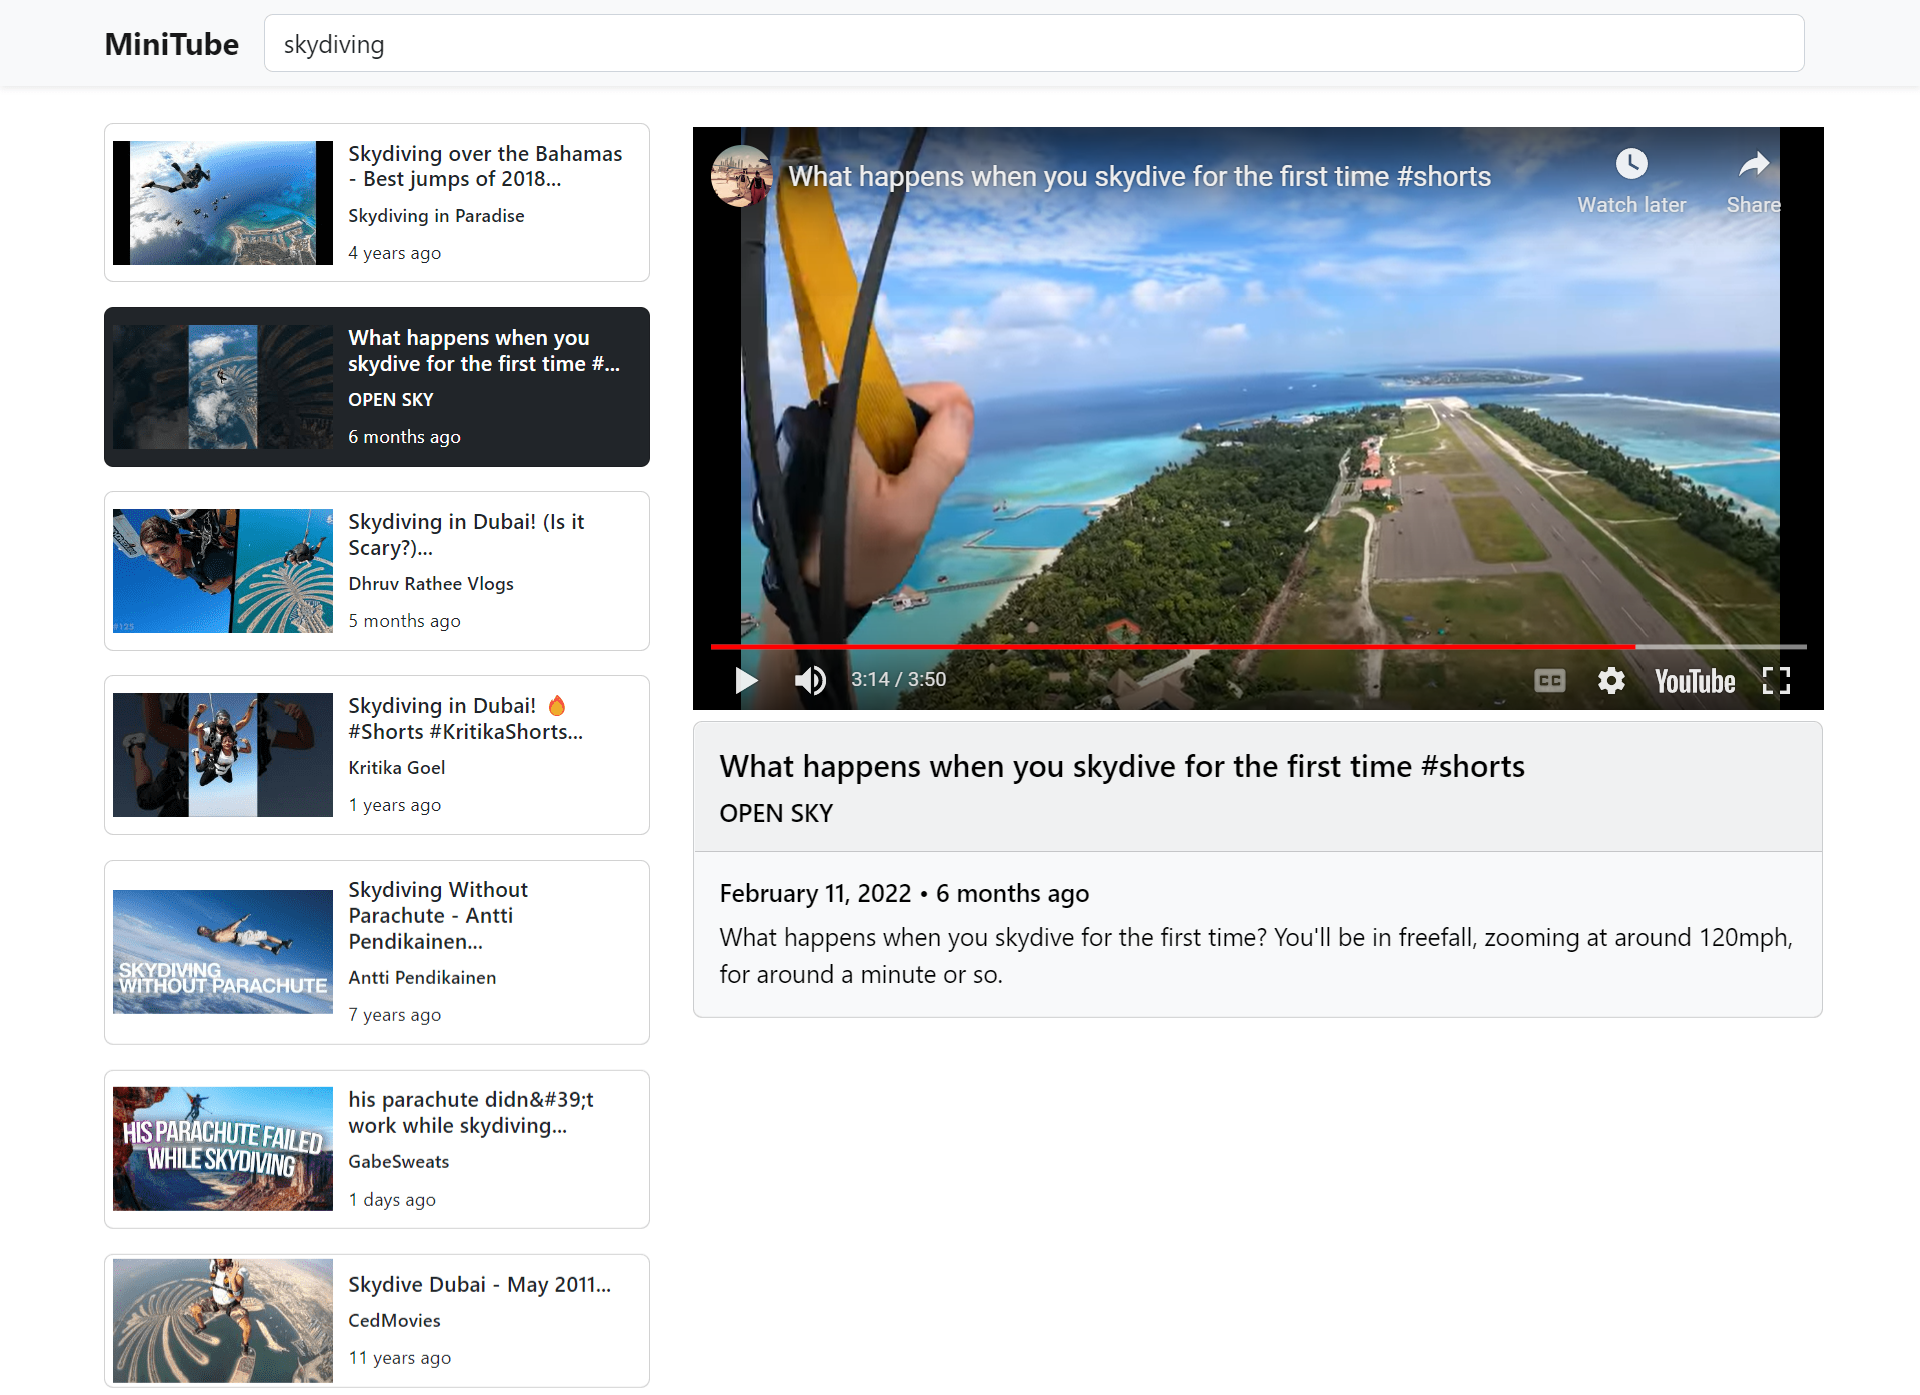 MiniTube
skydiving
Skydiving over the Bahamas
- Best jumps of 2018...
Skydiving in Paradise
4 years ago
What happens when you
skydive for the first time #...
OPEN SKY
6 months ago
#125
Skydiving in Dubai! (Is it
Scary?)...
Dhruv Rathee Vlogs
5 months ago
Skydiving in Dubai! 🔥
#Shorts #KritikaShorts...
Kritika Goel
1 years ago
SKYDIVING
WITHOUT PARACHUTE
Skydiving Without
Parachute - Antti
Pendikainen...
Antti Pendikainen
7 years ago
HIS PARACHUTE FAILED
WHILE SKYDIVING
his parachute didn&#39;t
work while skydiving...
GabeSweats
1 days ago
Skydive Dubai - May 2011...
CedMovies
11 years ago
What happens when you skydive for the first time #shorts
Watch later
Share
3:14 / 3:50
CC
YouTube
What happens when you skydive for the first time #shorts
OPEN SKY
February 11, 2022 • 6 months ago
What happens when you skydive for the first time? You'll be in freefall, zooming at around 120mph,
for around a minute or so.